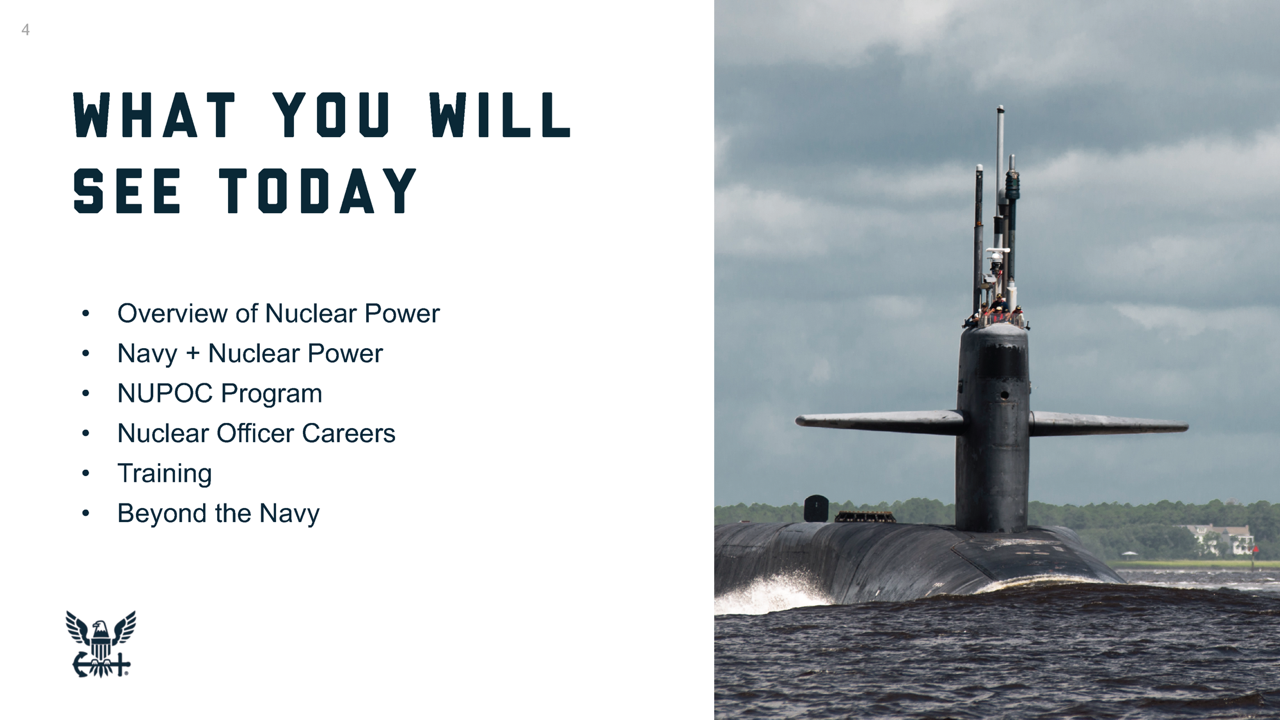 4
WHAT YOU WILL
SEE TODAY
• Overview of Nuclear Power
• Navy + Nuclear Power
• NUPOC Program
• Nuclear Officer Careers
• Training
• Beyond the Navy